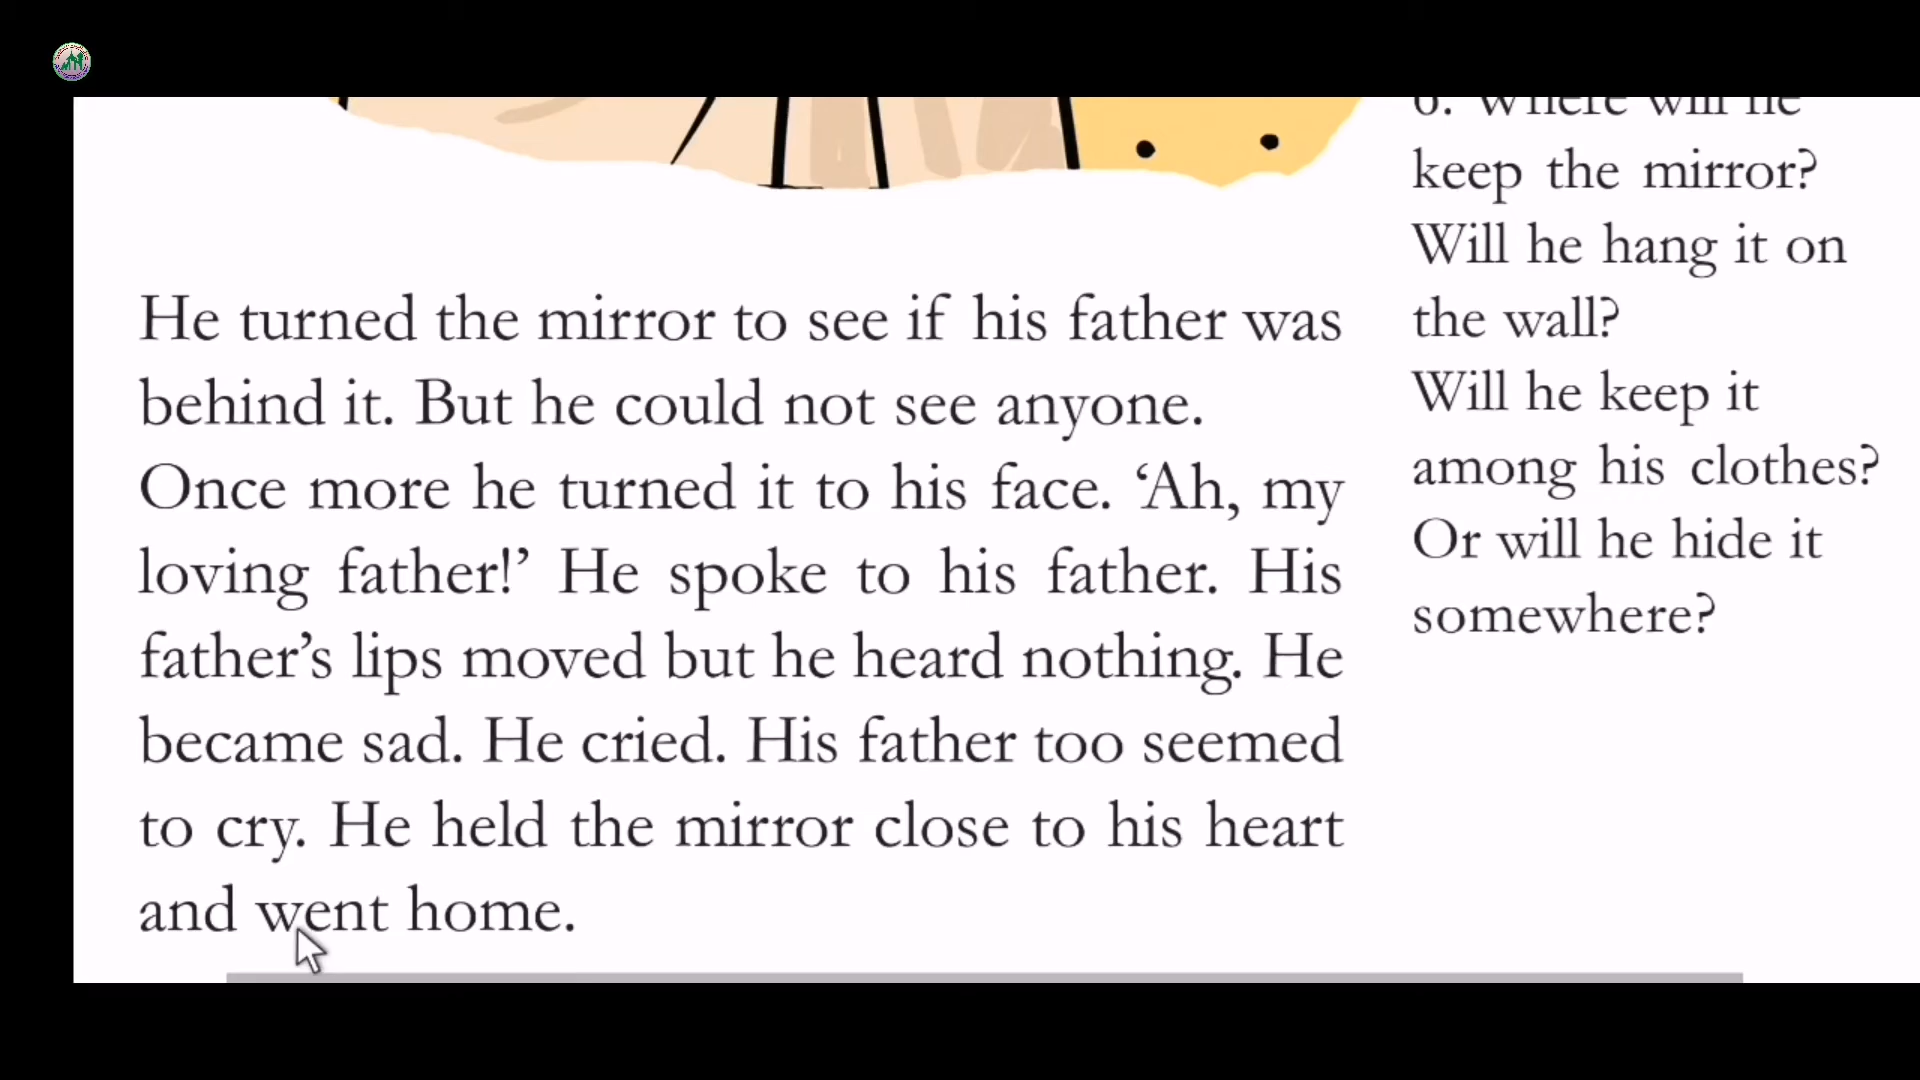 He turned the mirror to see if his father was
behind it. But he could not see anyone.
Once more he turned it to his face. ‘Ah, my
loving father!’ He spoke to his father. His
father’s lips moved but he heard nothing. He
became sad. He cried. His father too seemed
to cry. He held the mirror close to his heart
and went home.
6. Where will he
keep the mirror?
Will he hang it on
the wall?
Will he keep it
among his clothes?
Or will he hide it
somewhere?